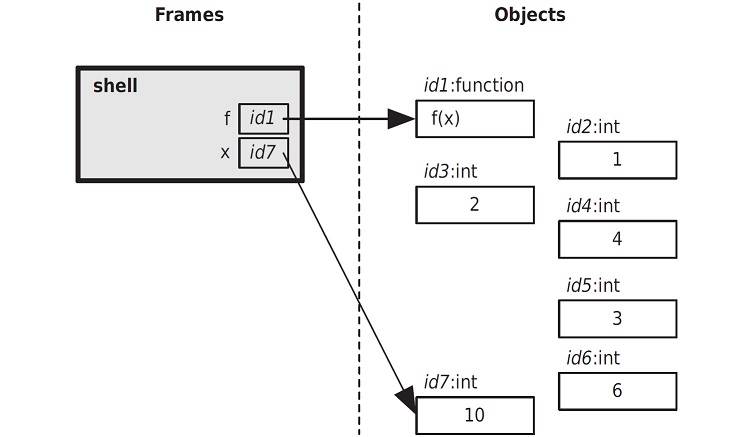 Frames
Objects
shell
f id1
x id7
id1:function
f(x)
id2:int
1
id3:int
2
id4:int
4
id5:int
3
id6:int
6
id7:int
10